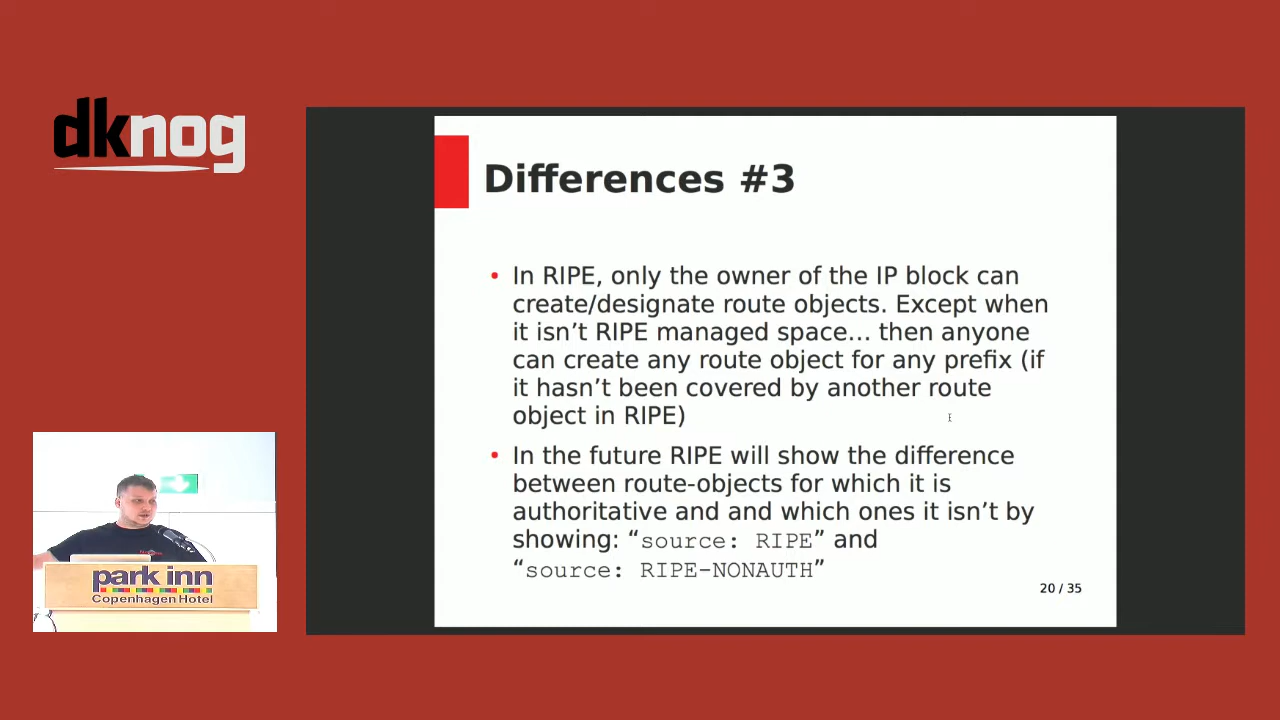 dknog
Differences #3
• In RIPE, only the owner of the IP block can
create/designate route objects. Except when
it isn't RIPE managed space... then anyone
can create any route object for any prefix (if
it hasn't been covered by another route
object in RIPE)
• In the future RIPE will show the difference
between route-objects for which it is
authoritative and and which ones it isn't by
showing: “source: RIPE” and
“source: RIPE-NONAUTH”
20 / 35
park inn
Copenhagen Hotel